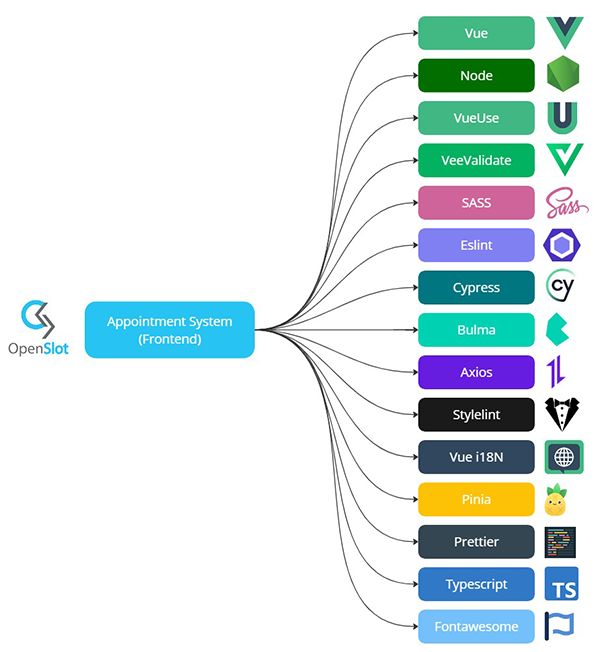 Vue
Node
VueUse
VeeValidate
SASS
Sass
Eslint
Cypress
cy
Appointment System
(Frontend)
OpenSlot
Bulma
Axios
Stylelint
Vue i18N
Pinia
Prettier
Typescript
TS
Fontawesome